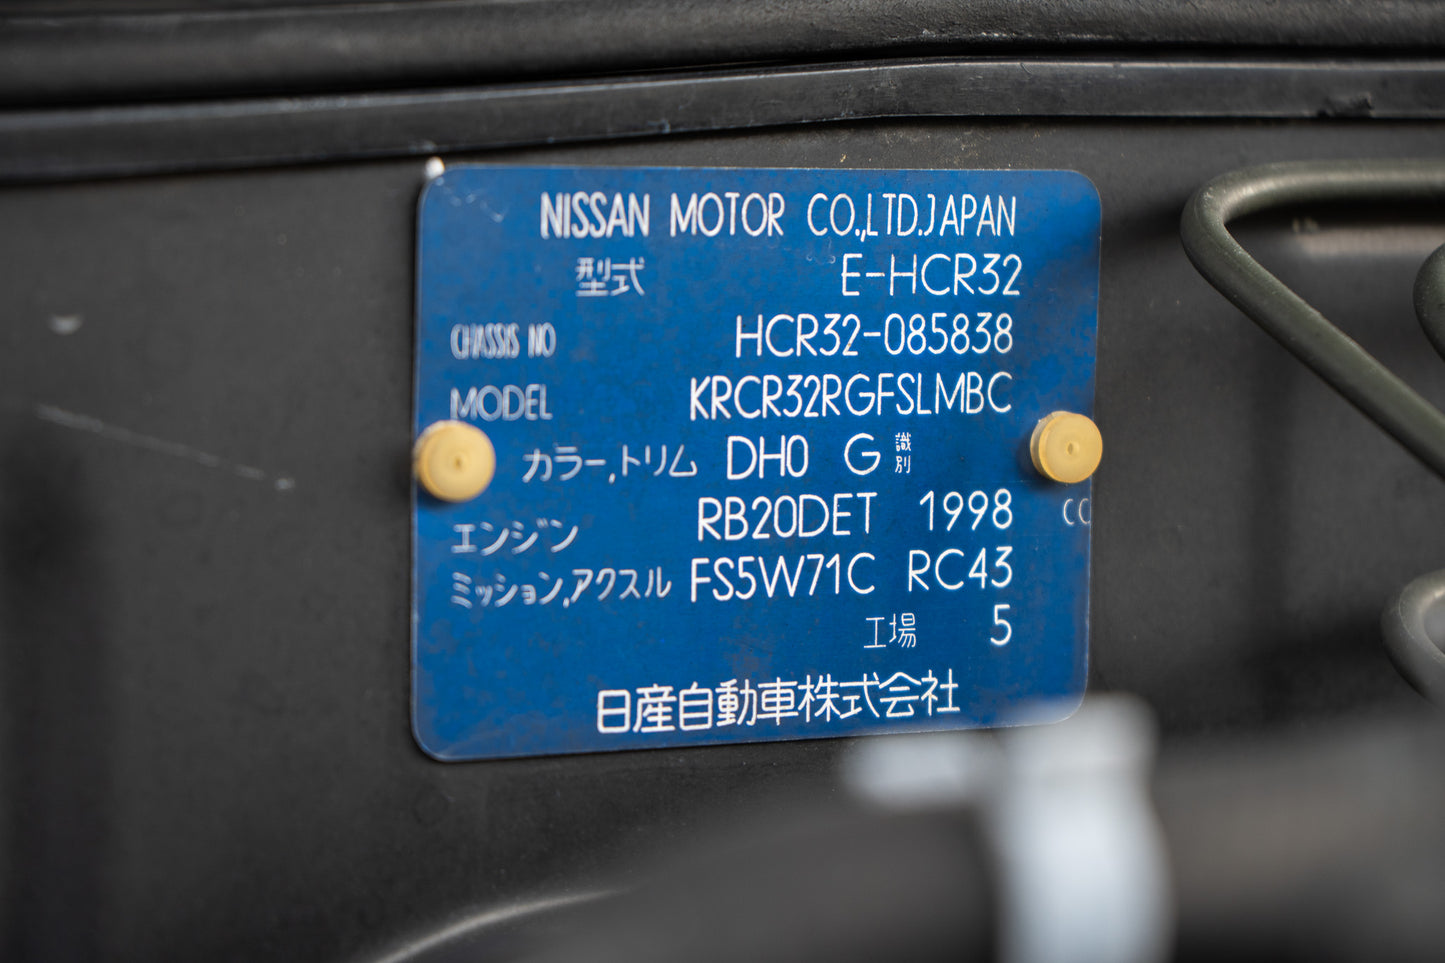 NISSAN MOTOR CO.,LTD.JAPAN
型式 E-HCR32
CHASSIS NO HCR32-085838
MODEL KRCR32RGFSLMBC
カラー,トリム DH0 G 識別
エンジン RB20DET 1998 CC
ミッション,アクスル FS5W71C RC43
工場 5
日産自動車株式会社